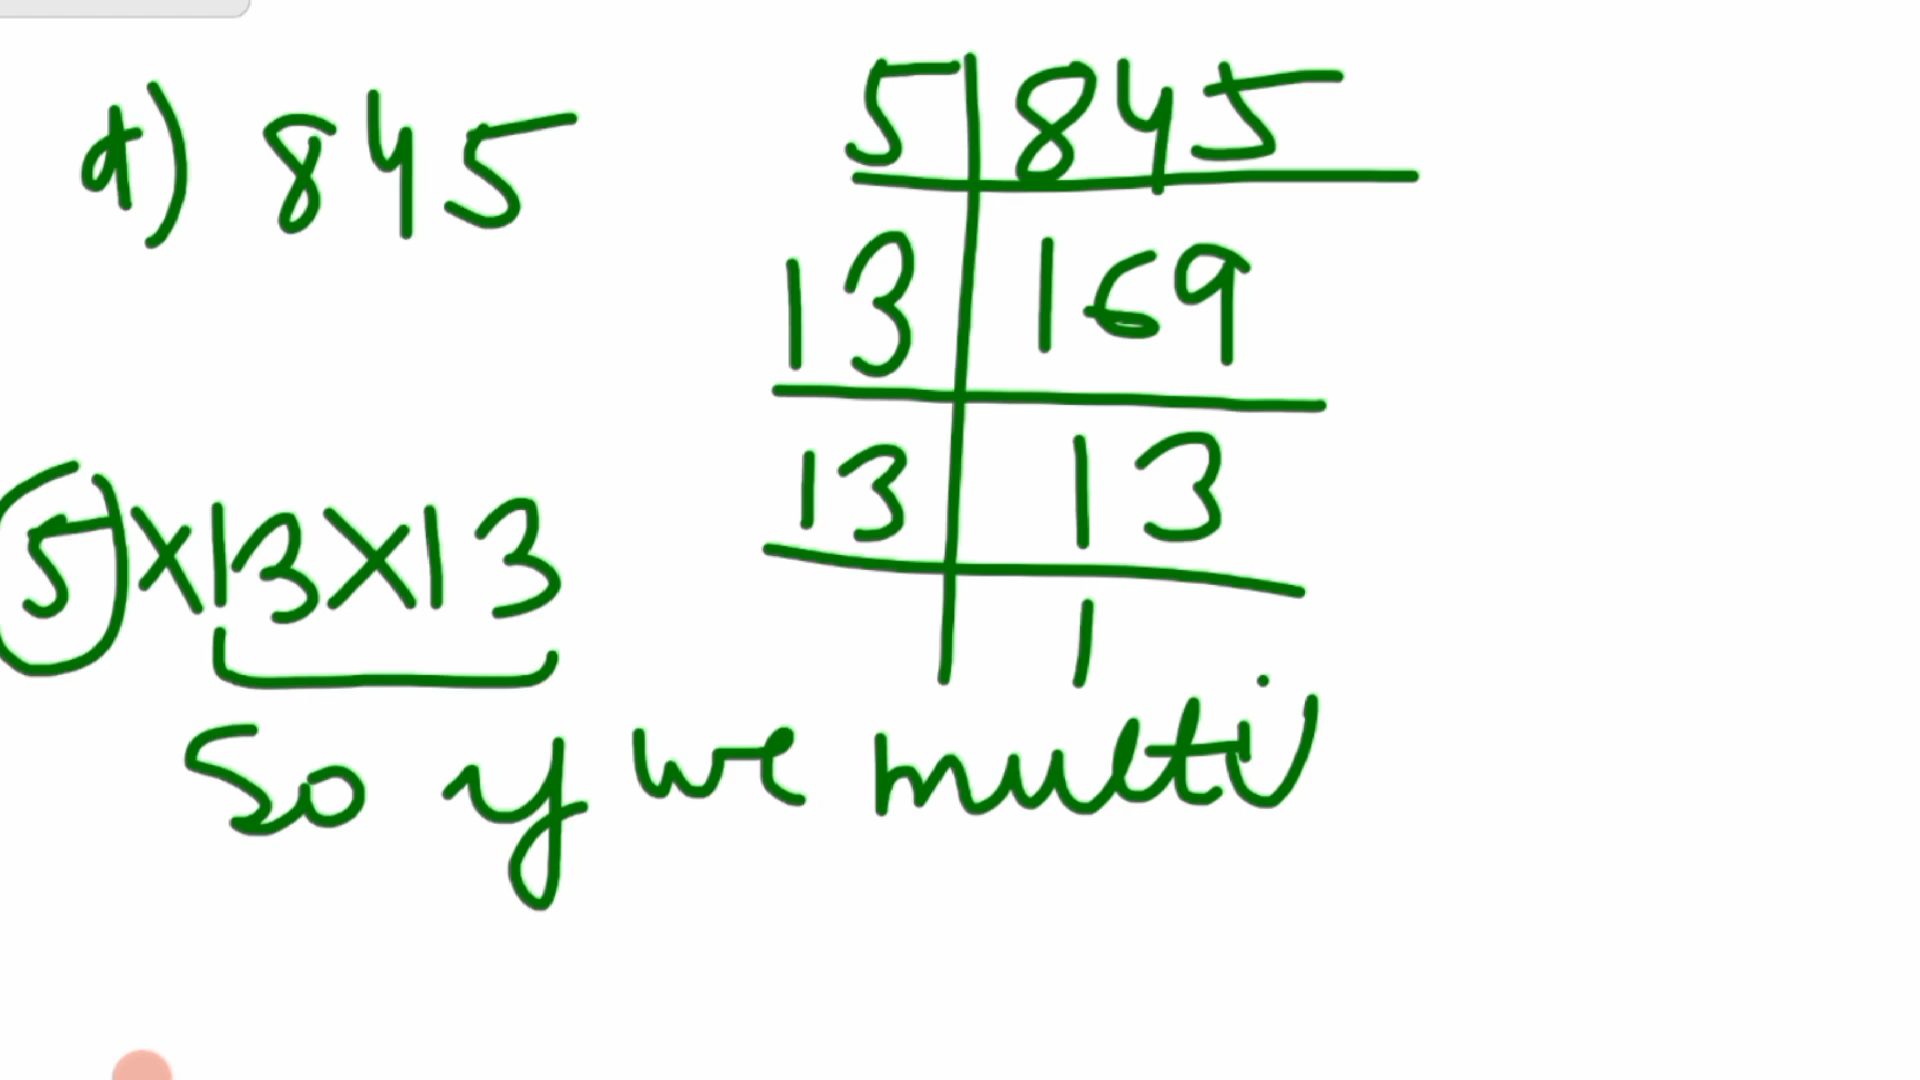 d) 845
5 | 845
13 | 169
13 | 13
1
5 × 13 × 13
So if we multi